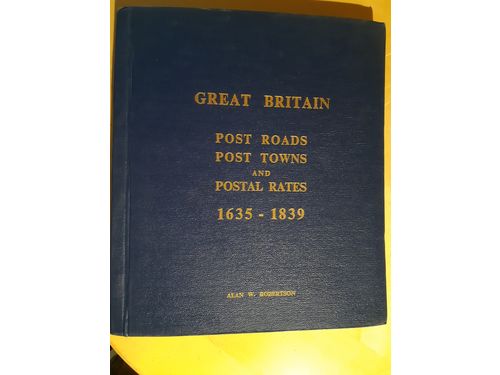 GREAT BRITAIN
POST ROADS
POST TOWNS
AND
POSTAL RATES
1635 - 1839
ALAN W. ROBERTSON